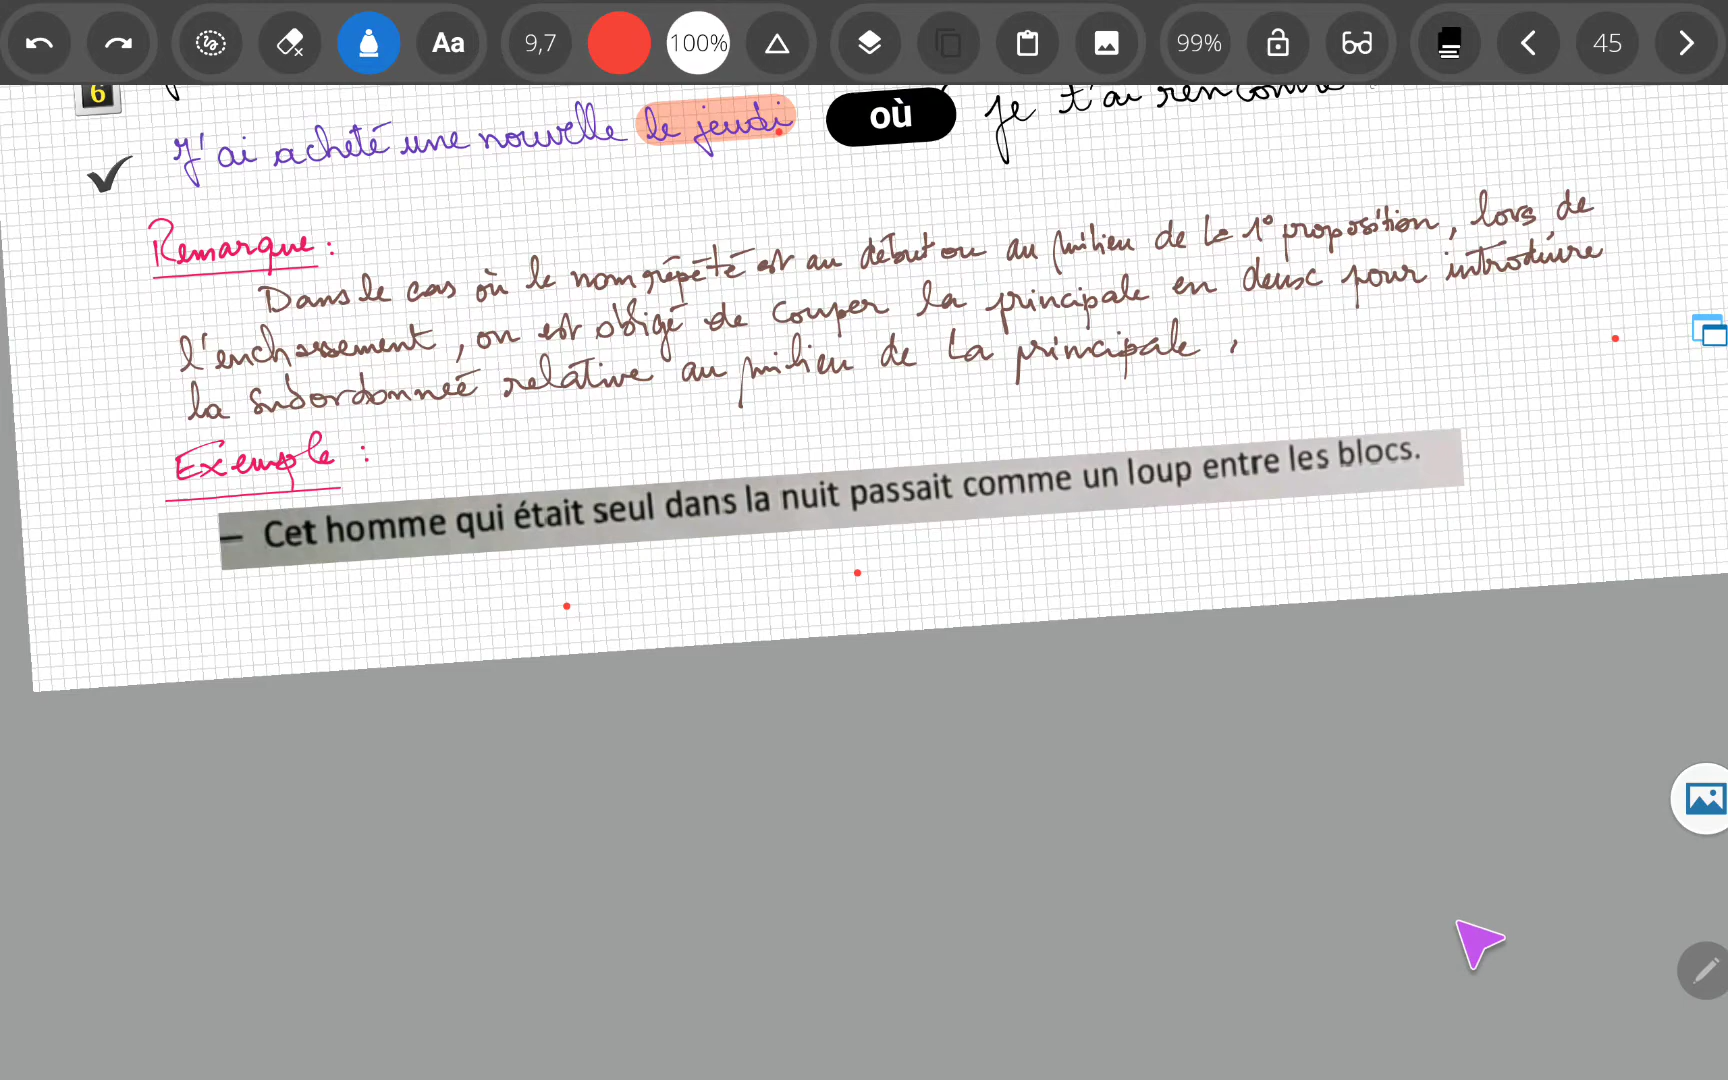 Aa 9,7 100% 99% 45
6
J'ai acheté une nouvelle le jeudi où je t'ai rencontré
Remarque :
Dans le cas où le nom répété est au début ou au milieu de la 1° proposition, lors de
l'enchassement, on est obligé de couper la principale en deux pour introduire
la subordonneé relative au milieu de la principale.
Exemple :
— Cet homme qui était seul dans la nuit passait comme un loup entre les blocs.